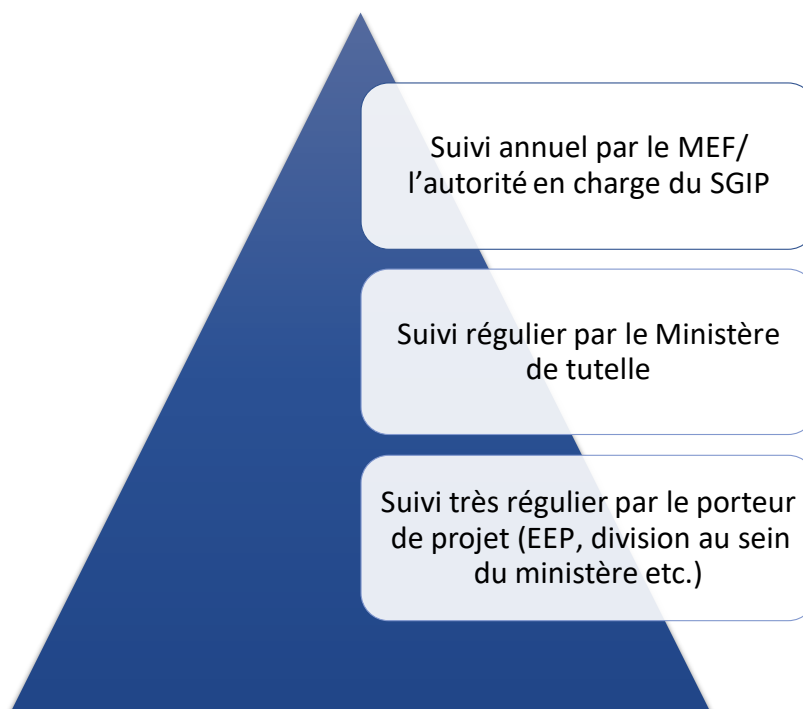 Suivi annuel par le MEF/
l’autorité en charge du SGIP
Suivi régulier par le Ministère
de tutelle
Suivi très régulier par le porteur
de projet (EEP, division au sein
du ministère etc.)